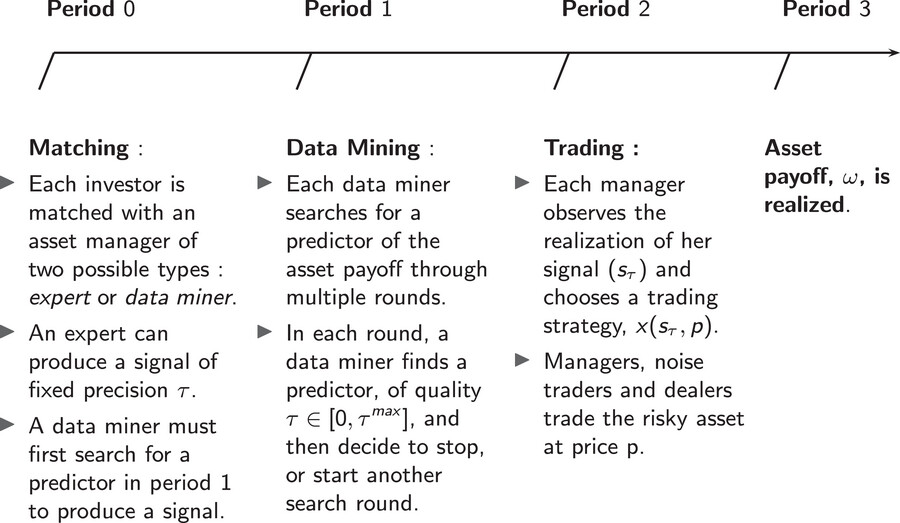 Period 0
Period 1
Period 2
Period 3
Matching :
Each investor is
matched with an
asset manager of
two possible types :
expert or data miner.
An expert can
produce a signal of
fixed precision τ.
A data miner must
first search for a
predictor in period 1
to produce a signal.
Data Mining :
Each data miner
searches for a
predictor of the
asset payoff through
multiple rounds.
In each round, a
data miner finds a
predictor, of quality
τ ∈ [0, τ^max], and
then decide to stop,
or start another
search round.
Trading :
Each manager
observes the
realization of her
signal (s_τ) and
chooses a trading
strategy, x(s_τ, p).
Managers, noise
traders and dealers
trade the risky asset
at price p.
Asset
payoff, ω, is
realized.